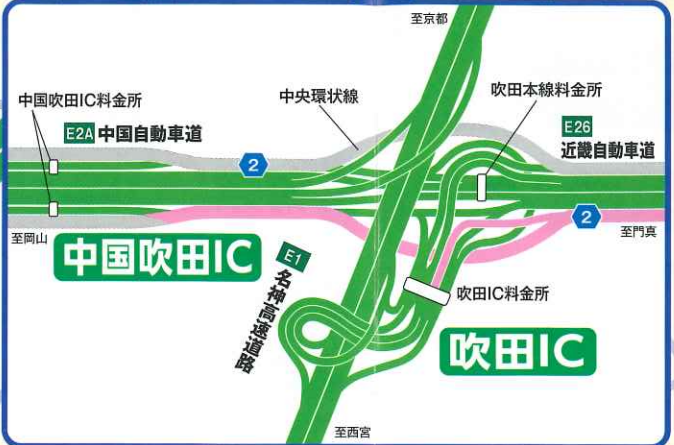 至京都
中国吹田IC料金所
中央環状線
吹田本線料金所
E2A 中国自動車道
E26
近畿自動車道
2
2
至岡山
至門真
中国吹田IC
E1
名神高速道路
吹田IC料金所
吹田IC
至西宮